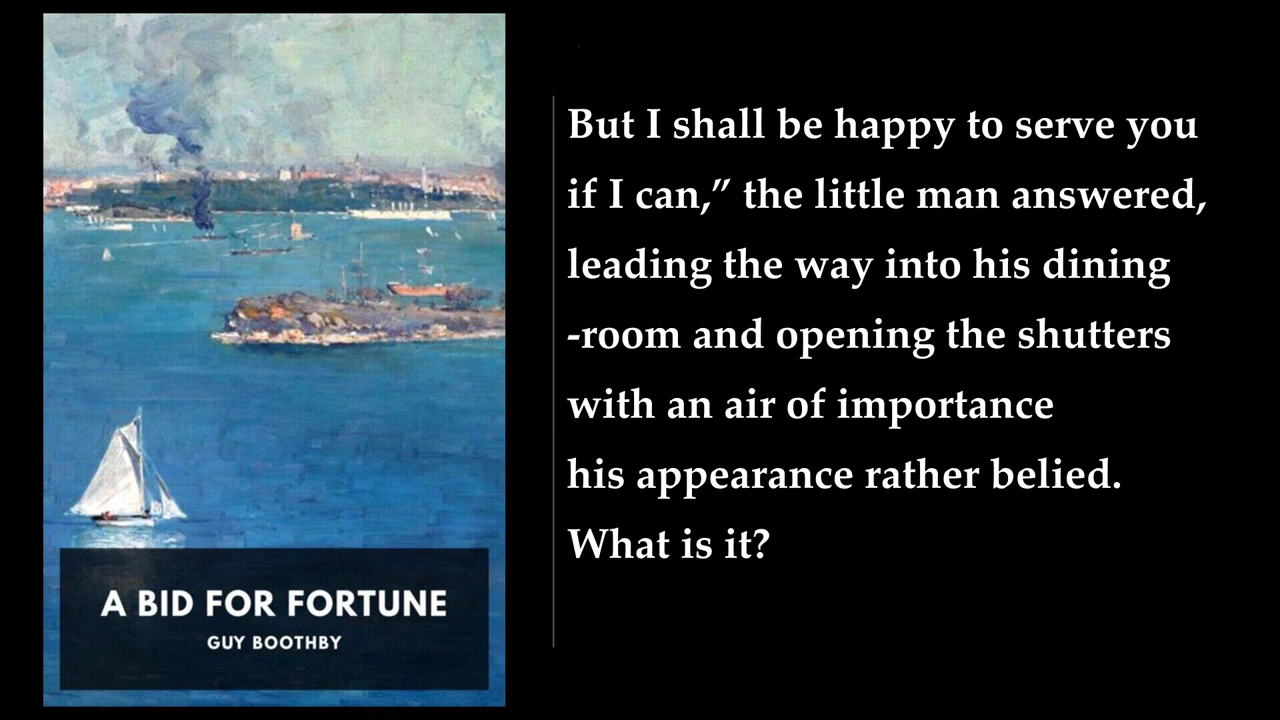 A BID FOR FORTUNE
GUY BOOTHBY
But I shall be happy to serve you
if I can,” the little man answered,
leading the way into his dining
-room and opening the shutters
with an air of importance
his appearance rather belied.
What is it?